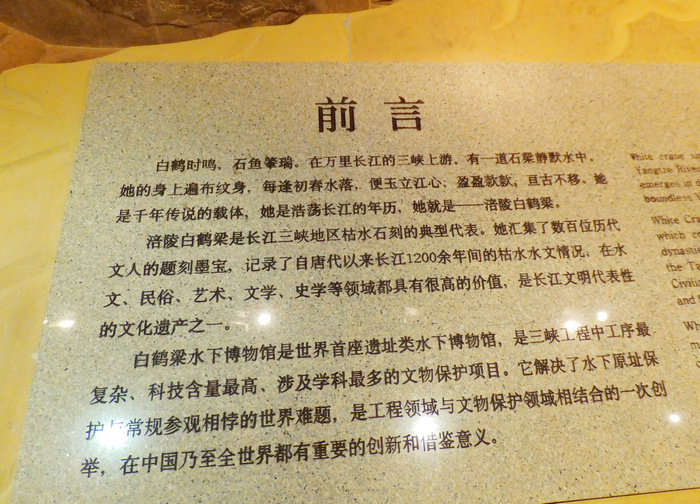 前言
白鹤时鸣、石鱼肇瑞。在万里长江的三峡上游,有一道石梁静默水中,
她的身上遍布纹身,每逢初春水落,便玉立江心,盈盈款款,亘古不移。她
是千年传说的载体,她是浩荡长江的年历,她就是——涪陵白鹤梁。
涪陵白鹤梁是长江三峡地区枯水石刻的典型代表。她汇集了数百位历代
文人的题刻墨宝,记录了自唐代以来长江1200余年间的枯水水文情况,在水
文、民俗、艺术、文学、史学等领域都具有很高的价值,是长江文明代表性
的文化遗产之一。
白鹤梁水下博物馆是世界首座遗址类水下博物馆,是三峡工程中工序最
复杂、科技含量最高、涉及学科最多的文物保护项目。它解决了水下原址保
护与常规参观相悖的世界难题,是工程领域与文物保护领域相结合的一次创
举,在中国乃至全世界都有重要的创新和借鉴意义。
White crane
Yangtze River
emerges
boundless
White
which
dynast
the
Civili
and